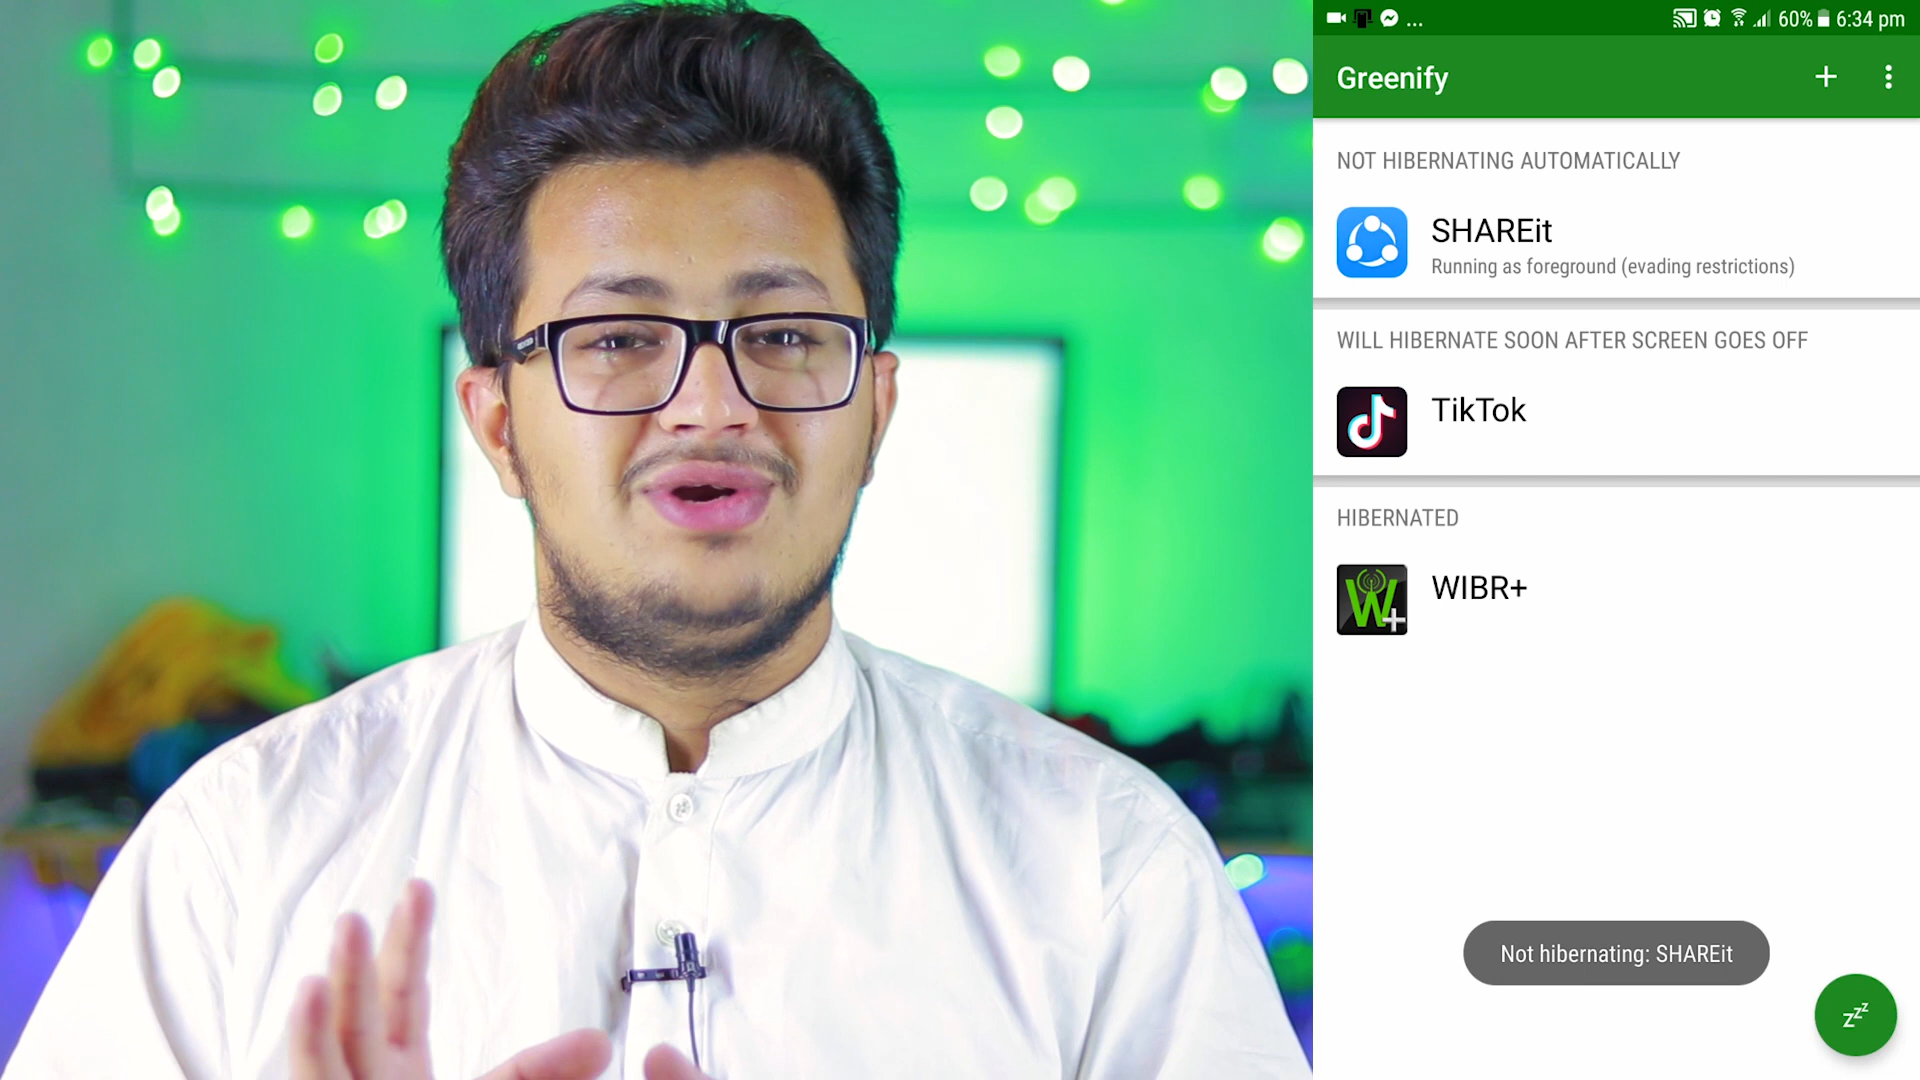 ... 60% 6:34 pm
Greenify
NOT HIBERNATING AUTOMATICALLY
SHAREit
Running as foreground (evading restrictions)
WILL HIBERNATE SOON AFTER SCREEN GOES OFF
TikTok
HIBERNATED
W+
WIBR+
Not hibernating: SHAREit
zzz